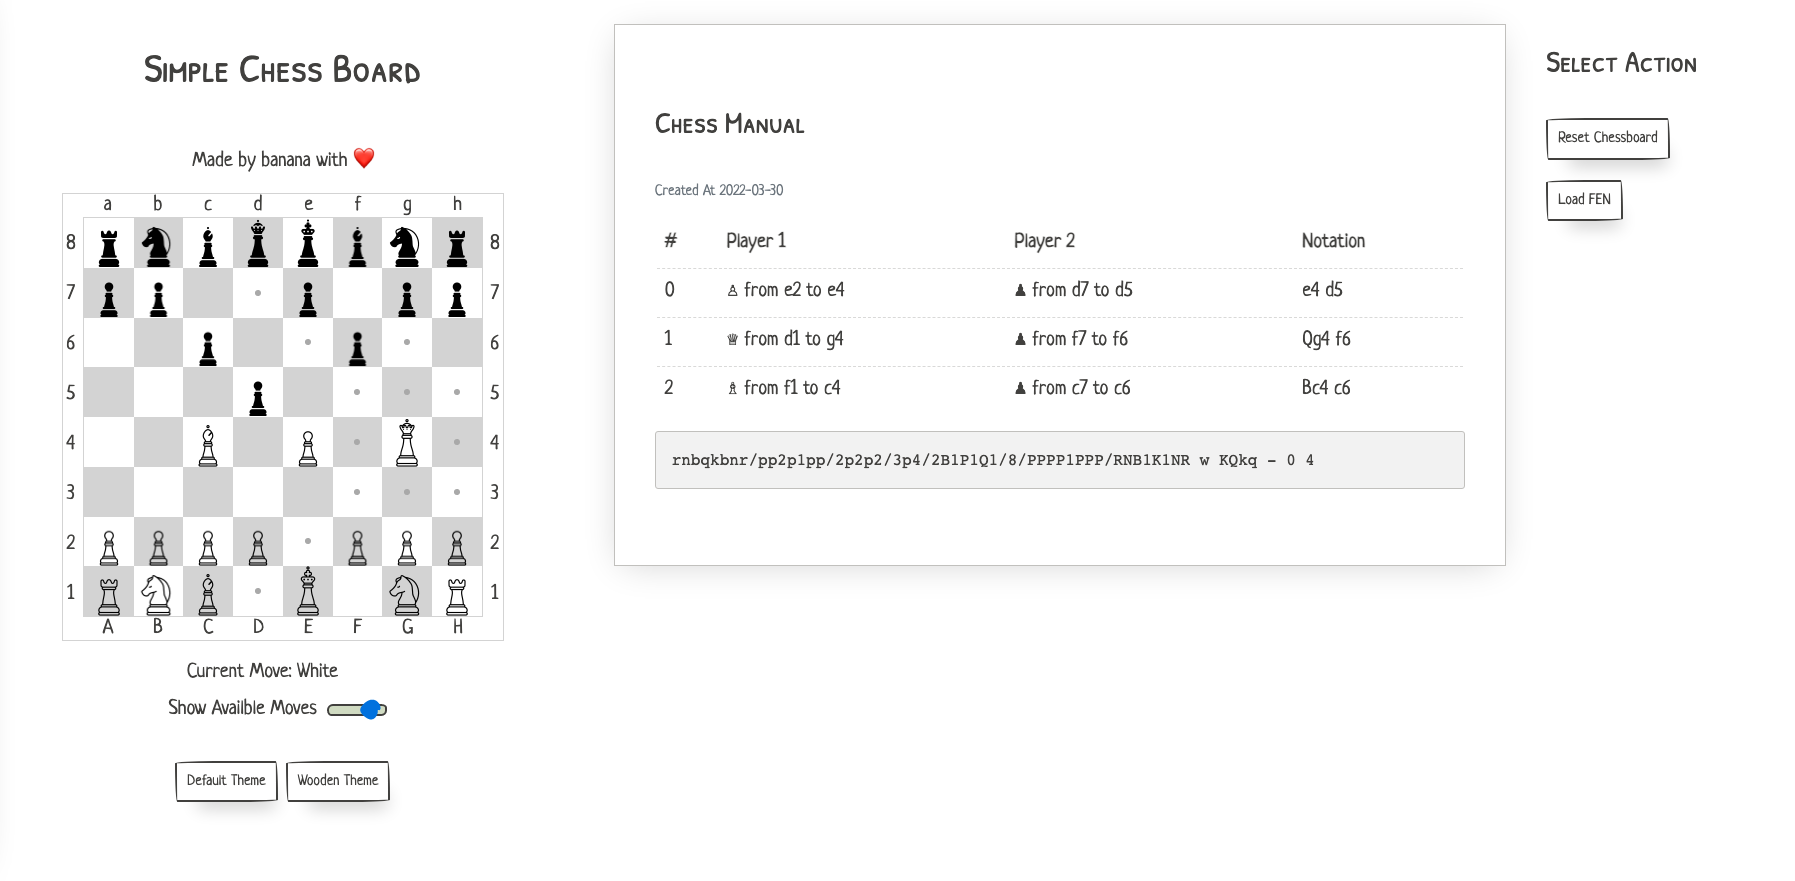 Simple Chess Board
Made by banana with ❤️
a b c d e f g h
8 8
7 7
6 6
5 5
4 4
3 3
2 2
1 1
A B C D E F G H
Current Move: White
Show Availble Moves
Default Theme Wooden Theme
Chess Manual
Created At 2022-03-30
# Player 1 Player 2 Notation
0 ♙ from e2 to e4 ♟ from d7 to d5 e4 d5
1 ♕ from d1 to g4 ♟ from f7 to f6 Qg4 f6
2 ♗ from f1 to c4 ♟ from c7 to c6 Bc4 c6
rnbqkbnr/pp2p1pp/2p2p2/3p4/2B1P1Q1/8/PPPP1PPP/RNB1K1NR w KQkq - 0 4
Select Action
Reset Chessboard
Load FEN